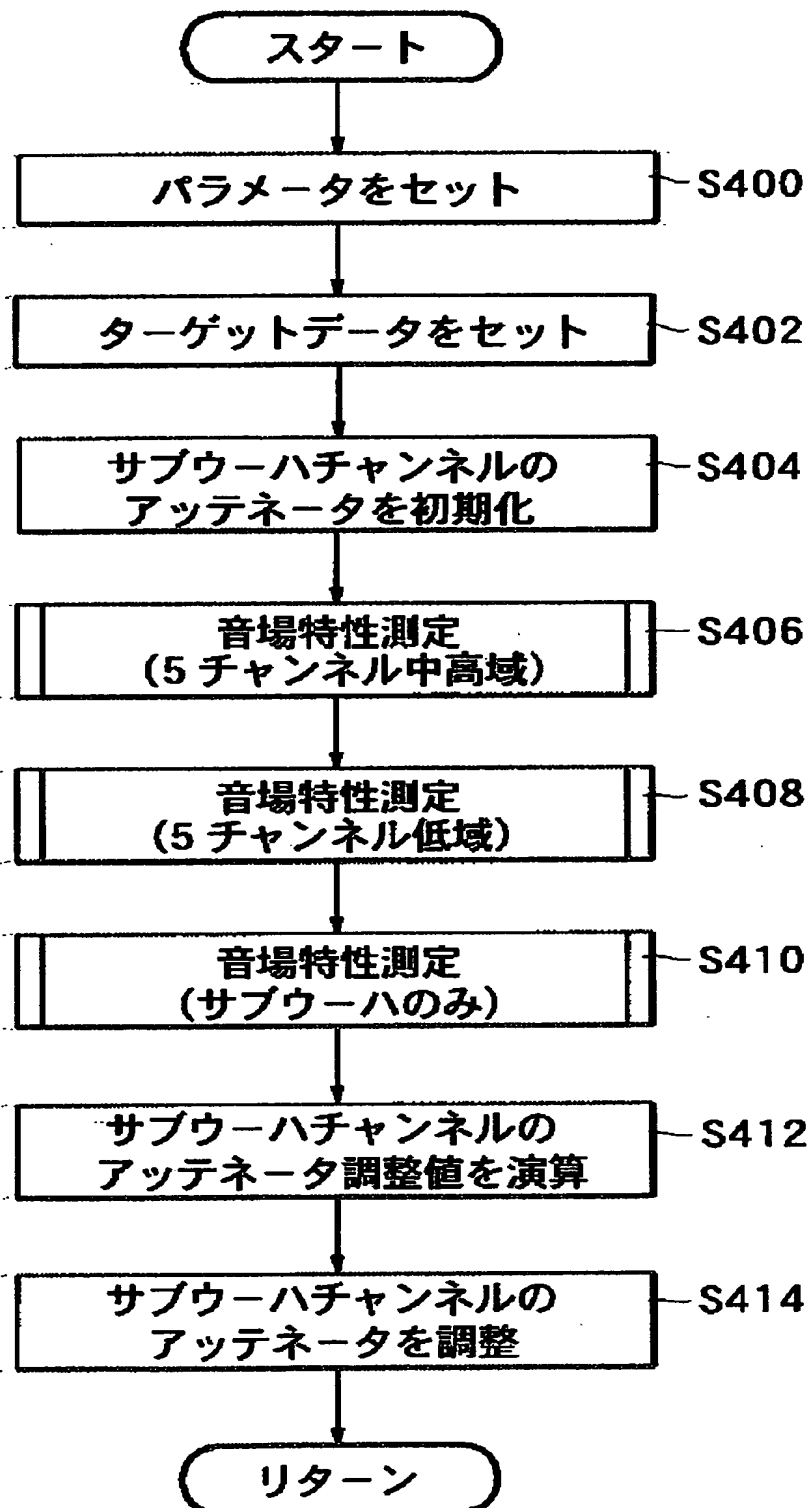 スタート
パラメータをセット
S400
ターゲットデータをセット
S402
サブウーハチャンネルの
アッテネータを初期化
S404
音場特性測定
(5チャンネル中高域)
S406
音場特性測定
(5チャンネル低域)
S408
音場特性測定
(サブウーハのみ)
S410
サブウーハチャンネルの
アッテネータ調整値を演算
S412
サブウーハチャンネルの
アッテネータを調整
S414
リターン